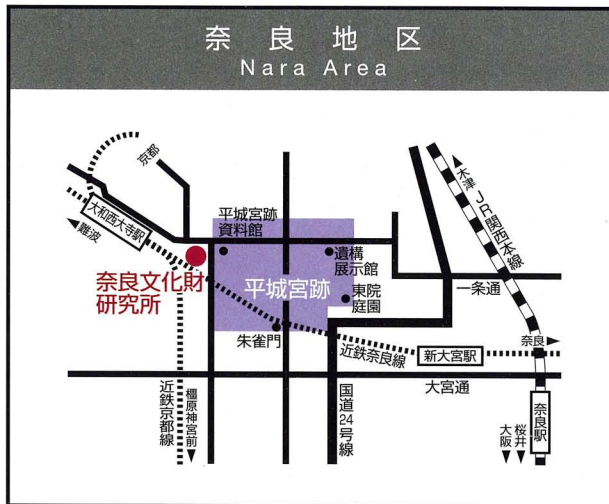 奈良地区
Nara Area
京都
木津
JR関西本線
大和西大寺駅
難波
平城宮跡
資料館
遺構
展示館
奈良文化財
研究所
平城宮跡
東院
庭園
一条通
朱雀門
近鉄奈良線
新大宮駅
奈良
大宮通
近鉄京都線
橿原神宮前
国道24号線
奈良駅
大阪
桜井